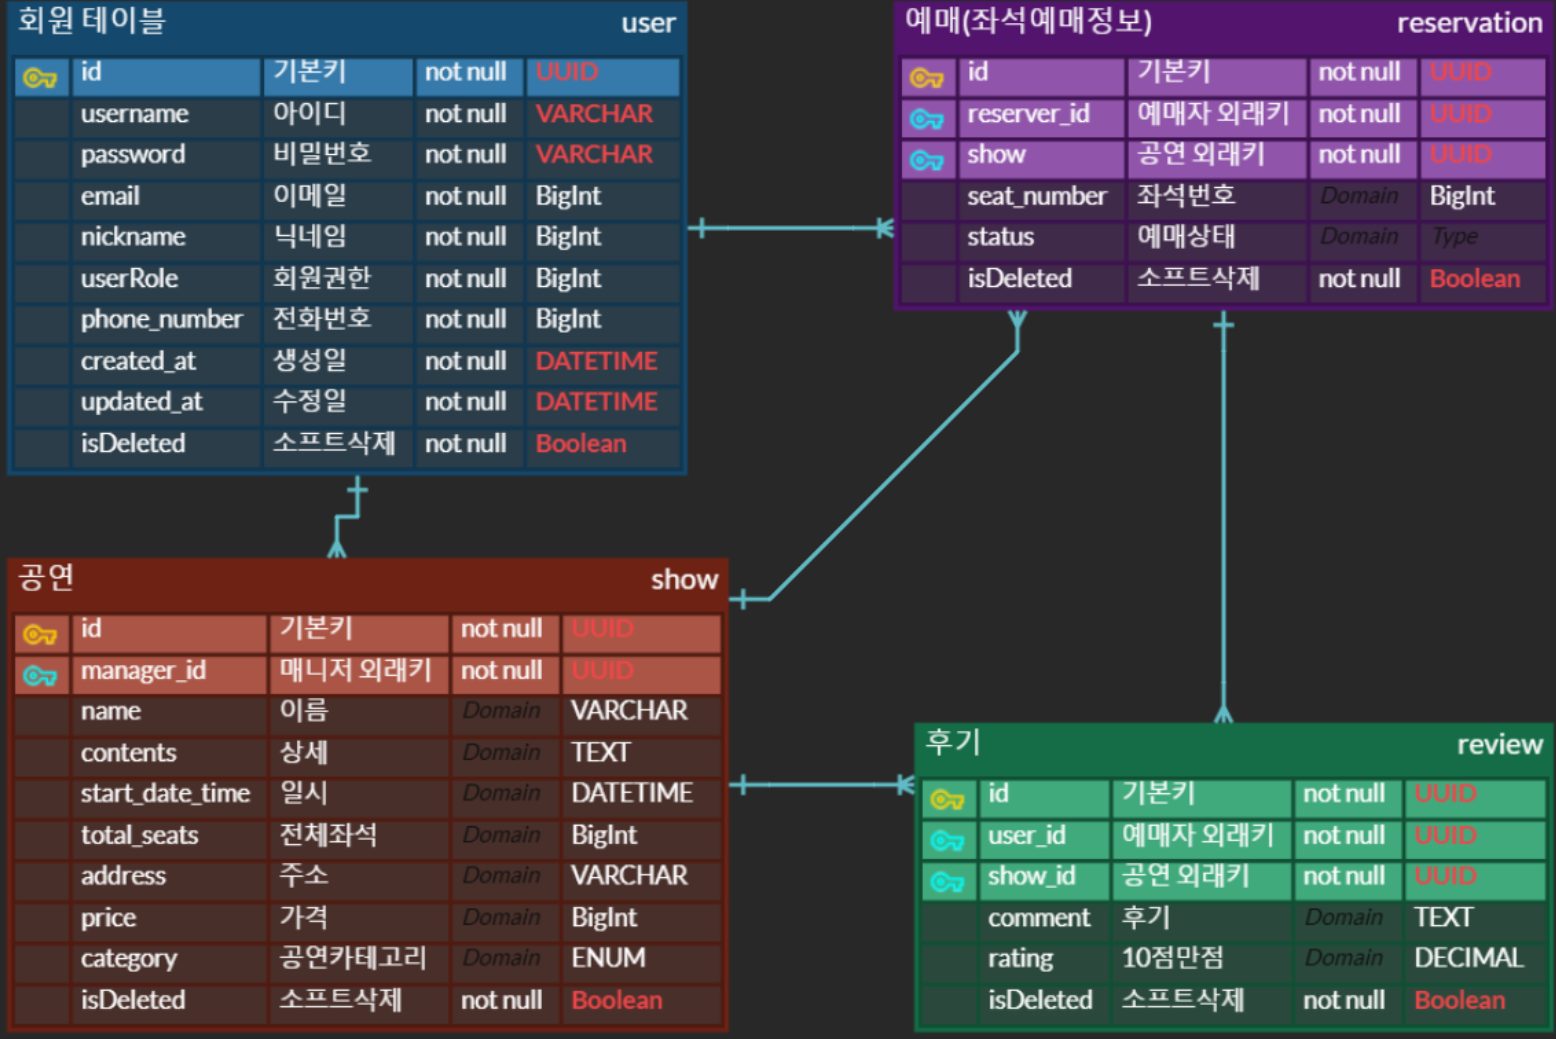 회원 테이블 user
id 기본키 not null UUID
username 아이디 not null VARCHAR
password 비밀번호 not null VARCHAR
email 이메일 not null BigInt
nickname 닉네임 not null BigInt
userRole 회원권한 not null BigInt
phone_number 전화번호 not null BigInt
created_at 생성일 not null DATETIME
updated_at 수정일 not null DATETIME
isDeleted 소프트삭제 not null Boolean
예매(좌석예매정보) reservation
id 기본키 not null UUID
reserver_id 예매자 외래키 not null UUID
show 공연 외래키 not null UUID
seat_number 좌석번호 Domain BigInt
status 예매상태 Domain Type
isDeleted 소프트삭제 not null Boolean
공연 show
id 기본키 not null UUID
manager_id 매니저 외래키 not null UUID
name 이름 Domain VARCHAR
contents 상세 Domain TEXT
start_date_time 일시 Domain DATETIME
total_seats 전체좌석 Domain BigInt
address 주소 Domain VARCHAR
price 가격 Domain BigInt
category 공연카테고리 Domain ENUM
isDeleted 소프트삭제 not null Boolean
후기 review
id 기본키 not null UUID
user_id 예매자 외래키 not null UUID
show_id 공연 외래키 not null UUID
comment 후기 Domain TEXT
rating 10점만점 Domain DECIMAL
isDeleted 소프트삭제 not null Boolean